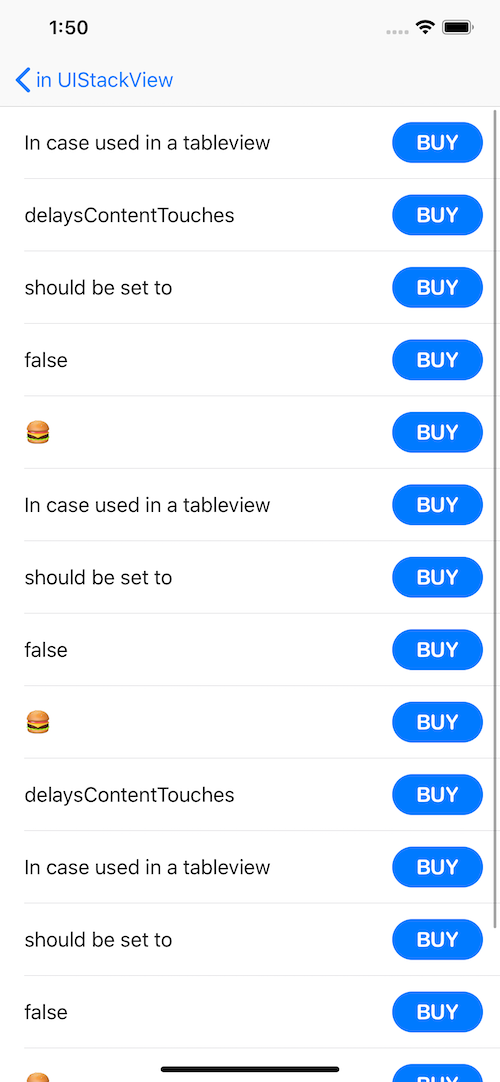 1:50
in UIStackView
In case used in a tableview BUY
delaysContentTouches BUY
should be set to BUY
false BUY
🍔 BUY
In case used in a tableview BUY
should be set to BUY
false BUY
🍔 BUY
delaysContentTouches BUY
In case used in a tableview BUY
should be set to BUY
false BUY
🍔 BUY